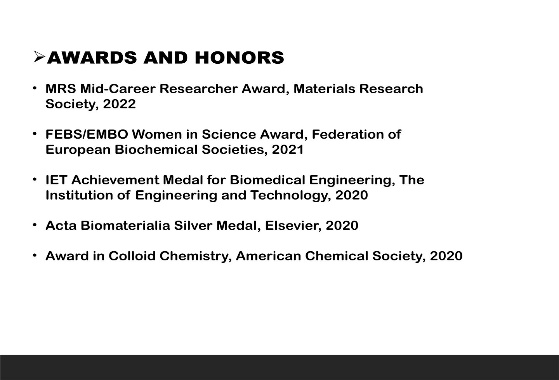 ➢AWARDS AND HONORS
• MRS Mid-Career Researcher Award, Materials Research
Society, 2022
• FEBS/EMBO Women in Science Award, Federation of
European Biochemical Societies, 2021
• IET Achievement Medal for Biomedical Engineering, The
Institution of Engineering and Technology, 2020
• Acta Biomaterialia Silver Medal, Elsevier, 2020
• Award in Colloid Chemistry, American Chemical Society, 2020